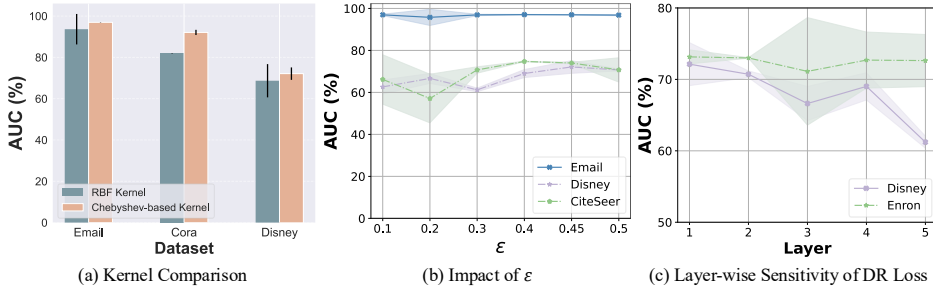 AUC (%)
100
80
60
40
20
0
RBF Kernel
Chebyshev-based Kernel
Email
Cora
Disney
Dataset
(a) Kernel Comparison
AUC (%)
100
80
60
40
20
0
Email
Disney
CiteSeer
0.1 0.2 0.3 0.4 0.45 0.5
ε
(b) Impact of ε
AUC (%)
80
70
60
50
Disney
Enron
1 2 3 4 5
Layer
(c) Layer-wise Sensitivity of DR Loss